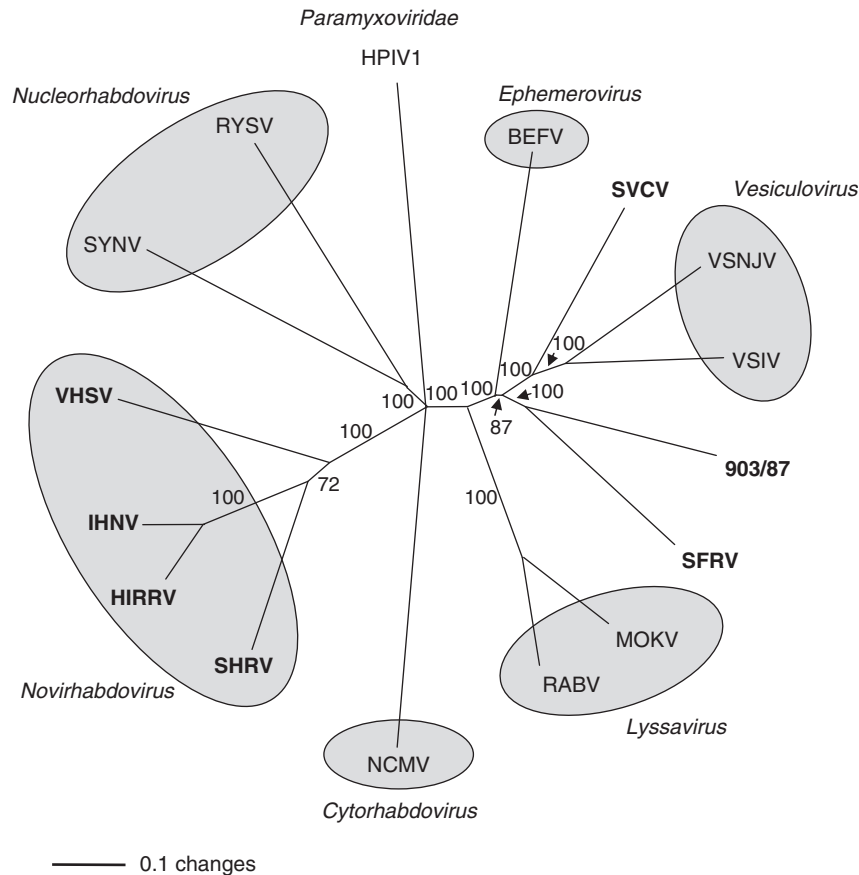 Paramyxoviridae
HPIV1
Nucleorhabdovirus
RYSV
SYNV
Ephemerovirus
BEFV
SVCV
Vesiculovirus
VSNJV
VSIV
100
100
100
100
100
100
87
903/87
SFRV
VHSV
100
72
100
IHNV
HIRRV
SHRV
Novirhabdovirus
100
MOKV
RABV
Lyssavirus
NCMV
Cytorhabdovirus
0.1 changes